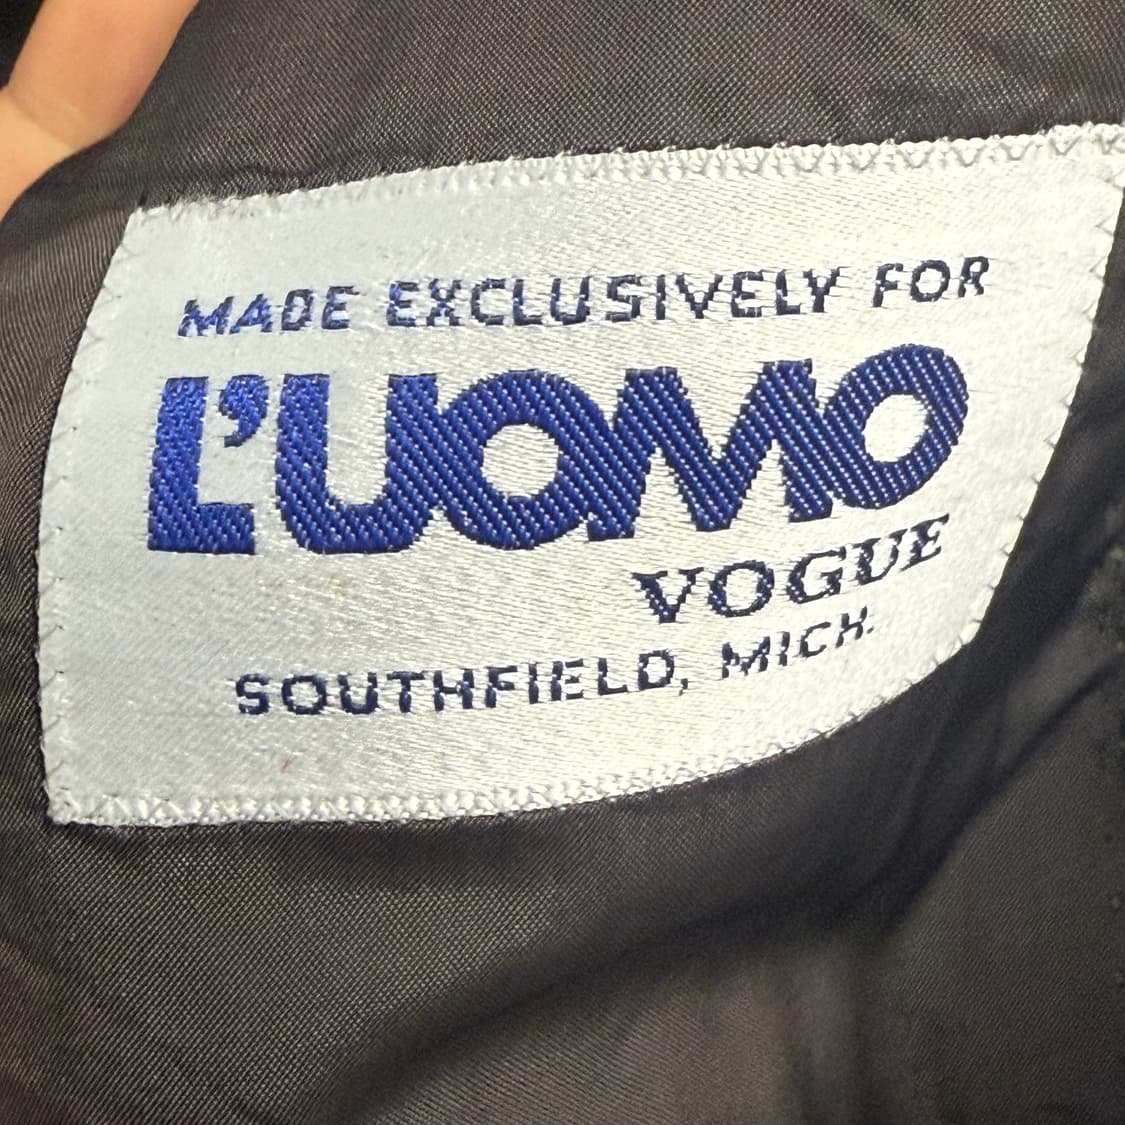 MADE EXCLUSIVELY FOR
L'UOMO
VOGUE
SOUTHFIELD, MICH.